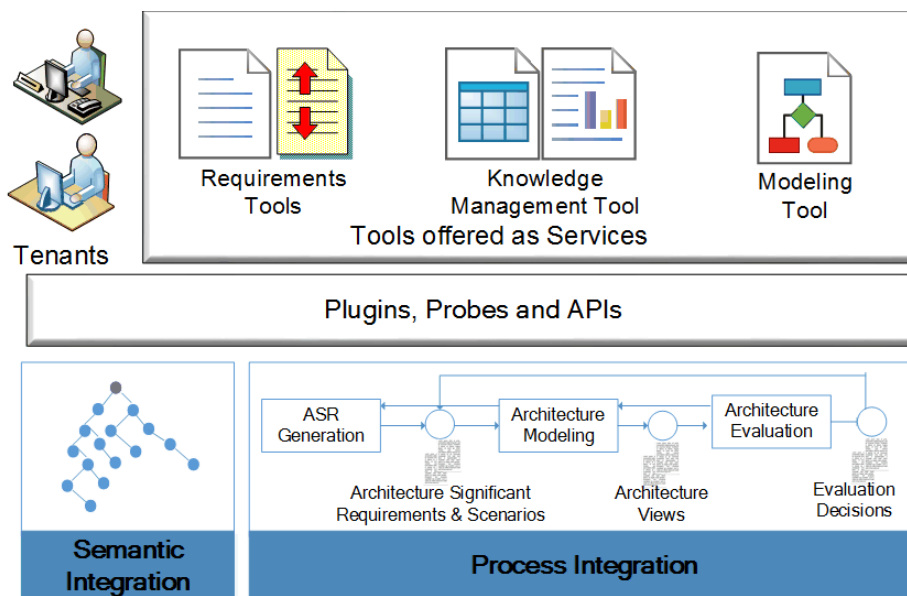 Requirements
Tools
Knowledge
Management Tool
Modeling
Tool
Tools offered as Services
Tenants
Plugins, Probes and APIs
ASR
Generation
Architecture
Modeling
Architecture
Evaluation
Architecture Significant
Requirements & Scenarios
Architecture
Views
Evaluation
Decisions
Semantic
Integration
Process Integration